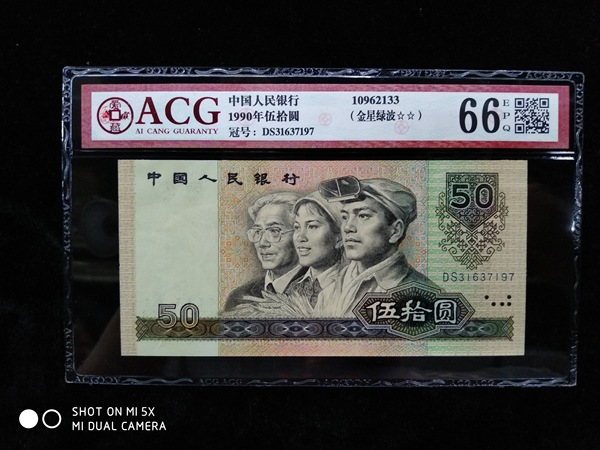 ACG
AI CANG GUARANTY
中国人民银行
1990年伍拾圆
冠号: DS31637197
10962133
(金星绿波☆☆)
66
EPQ
中国人民银行
50
DS31637197
50
伍拾圆
SHOT ON MI 5X
MI DUAL CAMERA